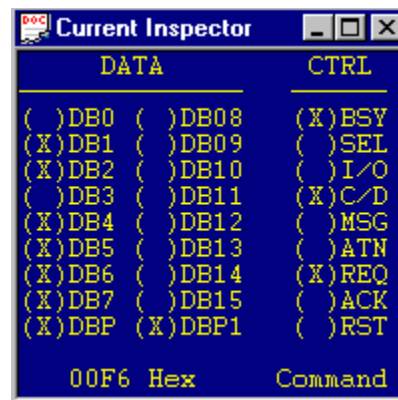 DOC Current Inspector
DATA CTRL
( )DB0 ( )DB08 (X)BSY
(X)DB1 ( )DB09 ( )SEL
(X)DB2 ( )DB10 ( )I/O
( )DB3 ( )DB11 (X)C/D
(X)DB4 ( )DB12 ( )MSG
(X)DB5 ( )DB13 ( )ATN
(X)DB6 ( )DB14 (X)REQ
(X)DB7 ( )DB15 ( )ACK
(X)DBP (X)DBP1 ( )RST
00F6 Hex Command